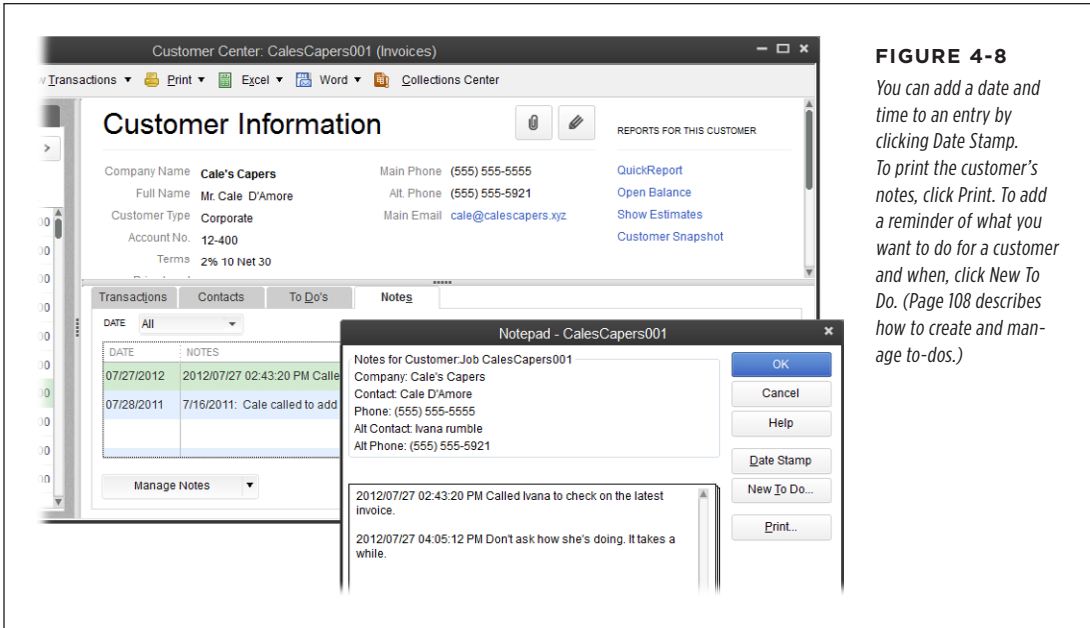 Customer Center: CalesCapers001 (Invoices)
Transactions Print Excel Word Collections Center
Customer Information
REPORTS FOR THIS CUSTOMER
Company Name Cale's Capers
Main Phone (555) 555-5555
QuickReport
Full Name Mr. Cale D'Amore
Alt. Phone (555) 555-5921
Open Balance
Customer Type Corporate
Main Email cale@calescapers.xyz
Show Estimates
Account No. 12-400
Customer Snapshot
Terms 2% 10 Net 30
Transactions Contacts To Do's Notes
DATE All
DATE NOTES
07/27/2012 2012/07/27 02:43:20 PM Calle
07/28/2011 7/16/2011: Cale called to add
Manage Notes
Notepad - CalesCapers001
Notes for Customer:Job CalesCapers001
Company: Cale's Capers
Contact: Cale D'Amore
Phone: (555) 555-5555
Alt Contact: Ivana rumble
Alt Phone: (555) 555-5921
OK
Cancel
Help
Date Stamp
New To Do...
Print...
2012/07/27 02:43:20 PM Called Ivana to check on the latest
invoice.
2012/07/27 04:05:12 PM Don't ask how she's doing. It takes a
while.
FIGURE 4-8
You can add a date and
time to an entry by
clicking Date Stamp.
To print the customer's
notes, click Print. To add
a reminder of what you
want to do for a customer
and when, click New To
Do. (Page 108 describes
how to create and man-
age to-dos.)